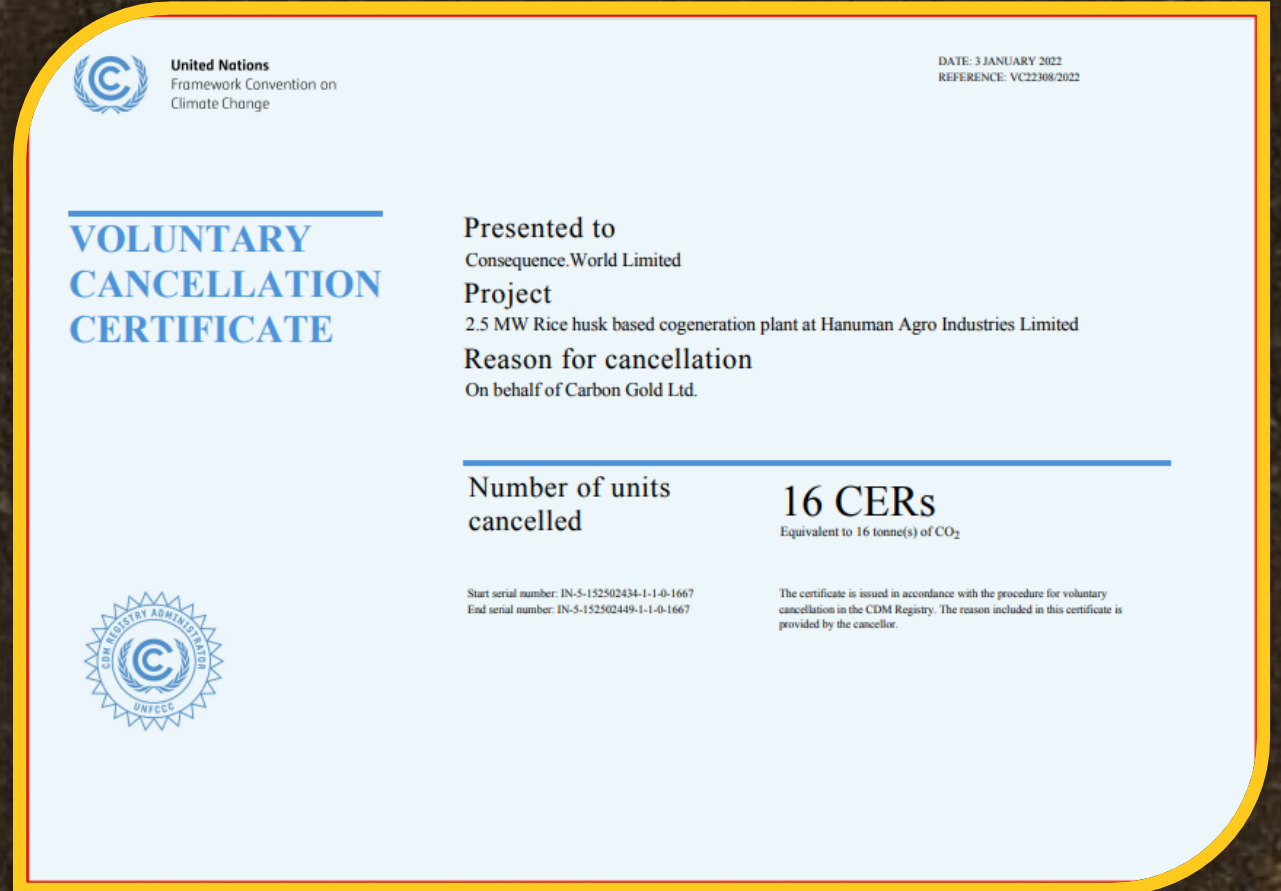 United Nations
Framework Convention on
Climate Change
DATE: 3 JANUARY 2022
REFERENCE: VC22308/2022
VOLUNTARY
CANCELLATION
CERTIFICATE
Presented to
Consequence.World Limited
Project
2.5 MW Rice husk based cogeneration plant at Hanuman Agro Industries Limited
Reason for cancellation
On behalf of Carbon Gold Ltd.
Number of units
cancelled
16 CERs
Equivalent to 16 tonne(s) of CO2
Start serial number: IN-5-152502434-1-1-0-1667
End serial number: IN-5-152502449-1-1-0-1667
The certificate is issued in accordance with the procedure for voluntary
cancellation in the CDM Registry. The reason included in this certificate is
provided by the cancellor.
CDM REGISTRY ADMINISTRATOR
UNFCCC